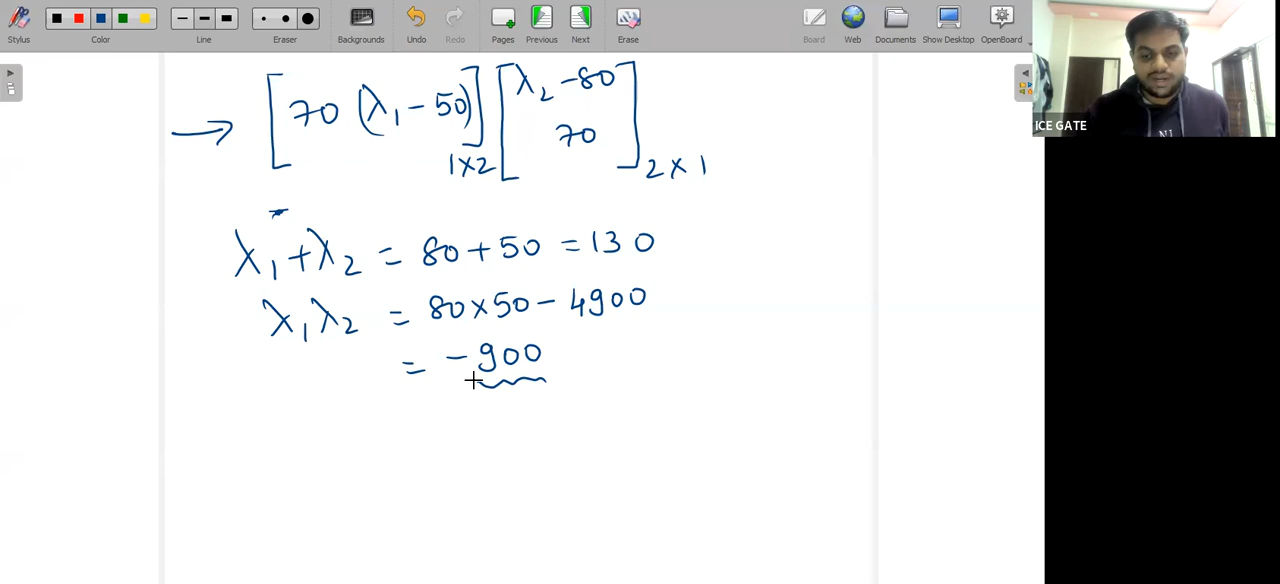 Stylus Color Line Eraser Backgrounds Undo Redo Pages Previous Next Erase Board Web Documents Show Desktop OpenBoard
ICE GATE
→ [70 (λ₁ − 50)]₁ₓ₂ [λ₂ − 80
70]₂ₓ₁
λ₁ + λ₂ = 80 + 50 = 130
λ₁ λ₂ = 80 × 50 − 4900
= − 900